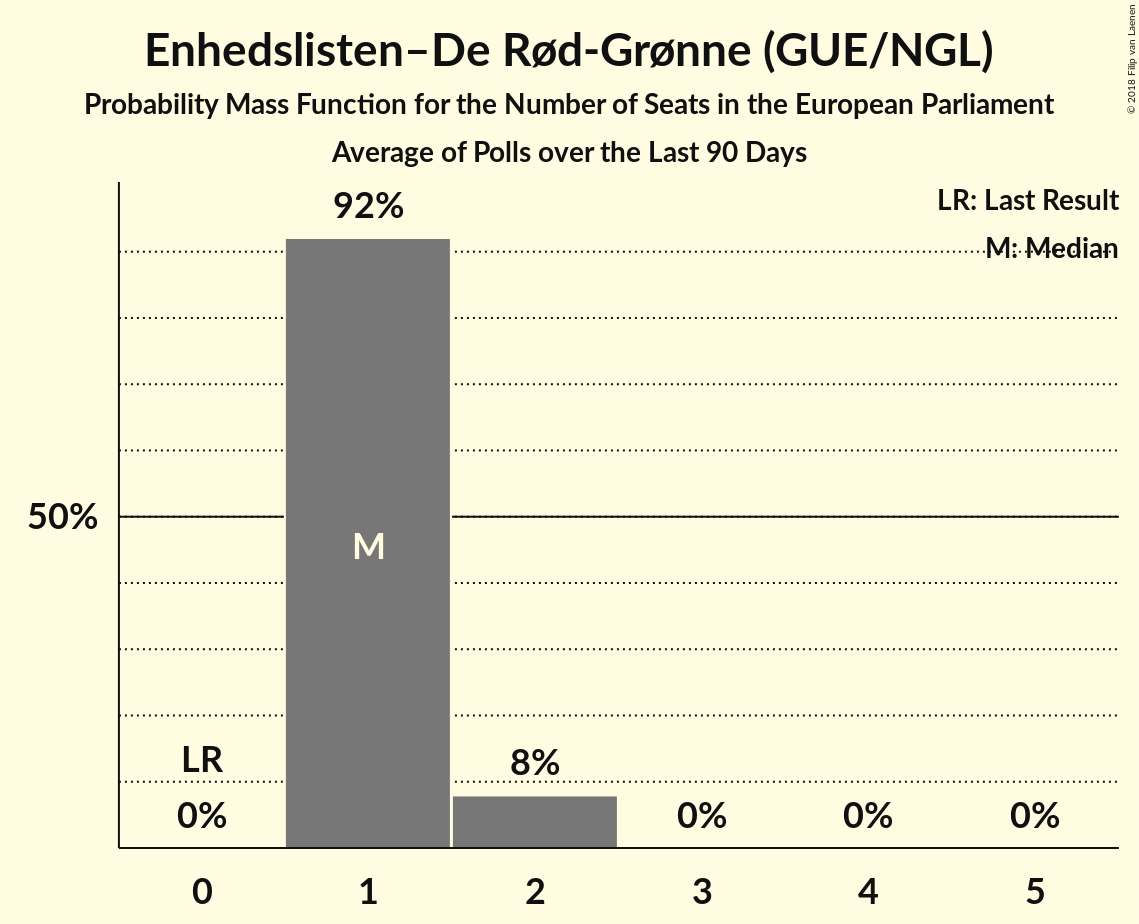 Enhedslisten–De Rød-Grønne (GUE/NGL)
Probability Mass Function for the Number of Seats in the European Parliament
Average of Polls over the Last 90 Days
© 2018 Filip van Laenen
LR: Last Result
M: Median
92%
50%
M
LR
8%
0%
0%
0%
0%
0 1 2 3 4 5